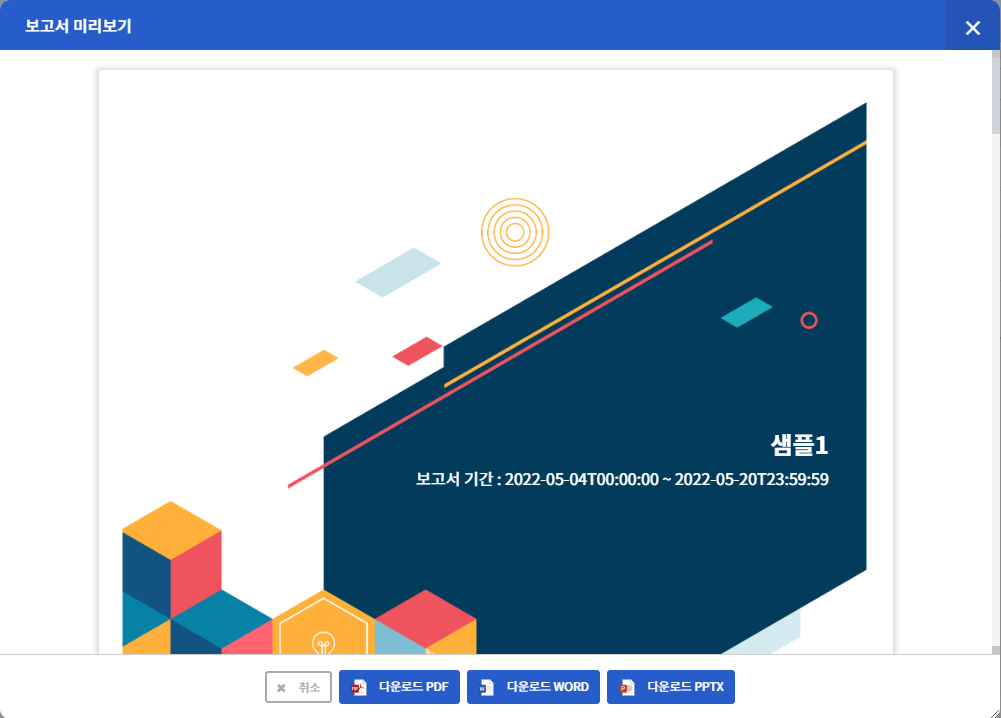 보고서 미리보기
샘플1
보고서 기간 : 2022-05-04T00:00:00 ~ 2022-05-20T23:59:59
취소
다운로드 PDF
다운로드 WORD
다운로드 PPTX